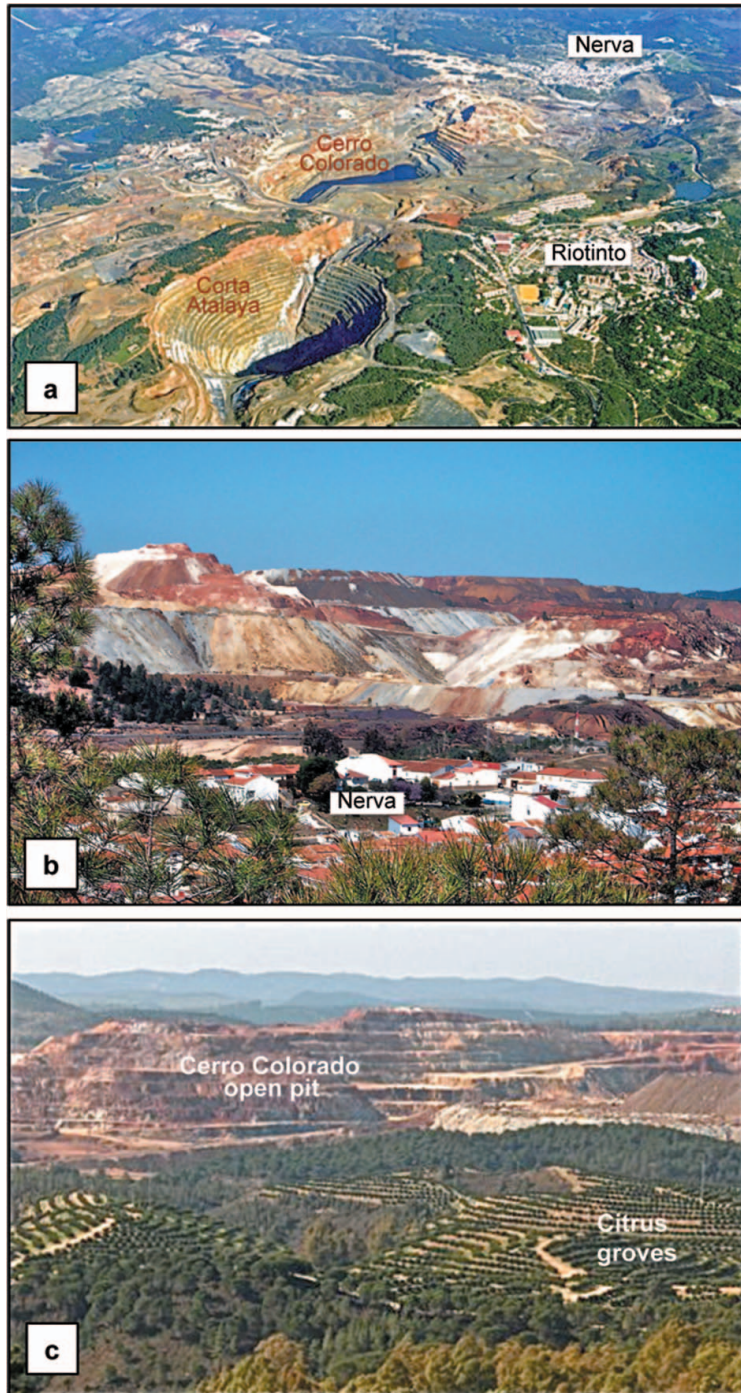 Nerva
Cerro
Colorado
Riotinto
Corta
Atalaya
a
Nerva
b
Cerro Colorado
open pit
Citrus
groves
c